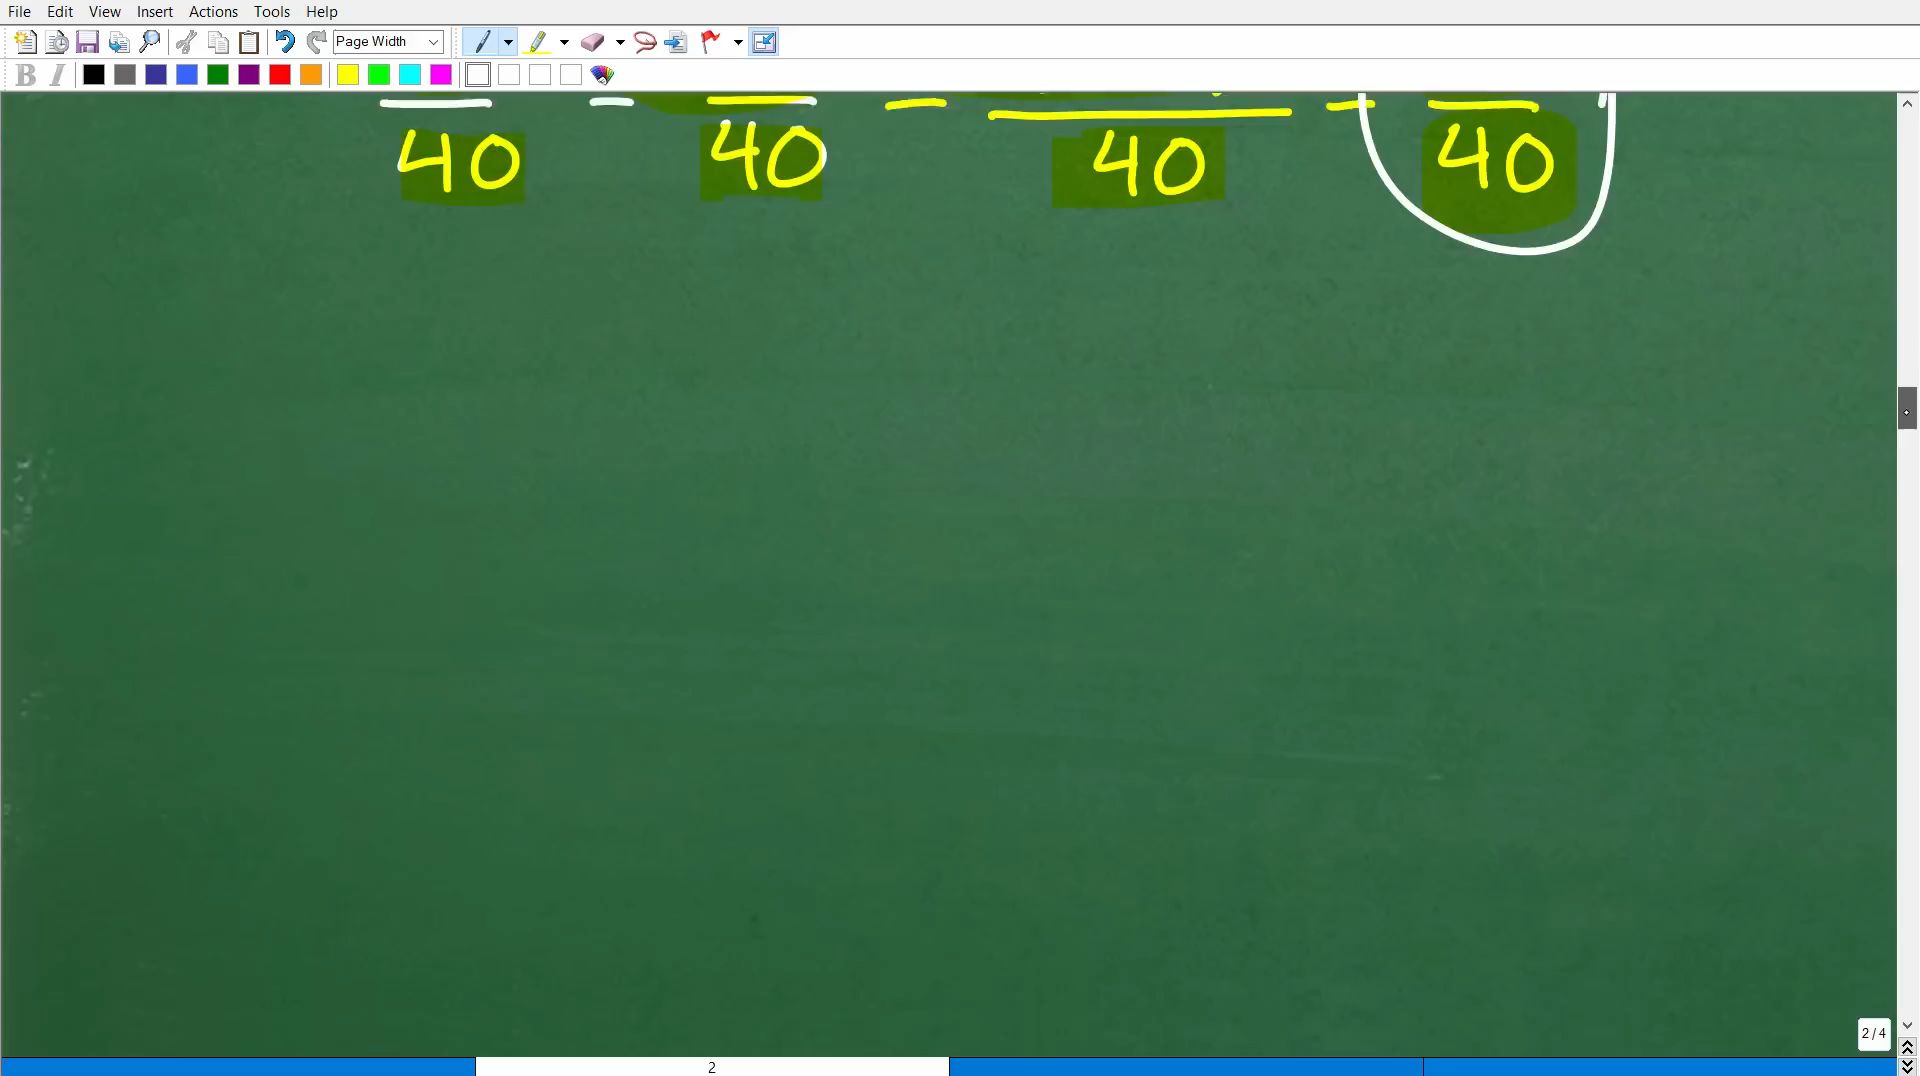 File Edit View Insert Actions Tools Help
Page Width
B I
40 - 40 = 40 = 40
2 / 4
2